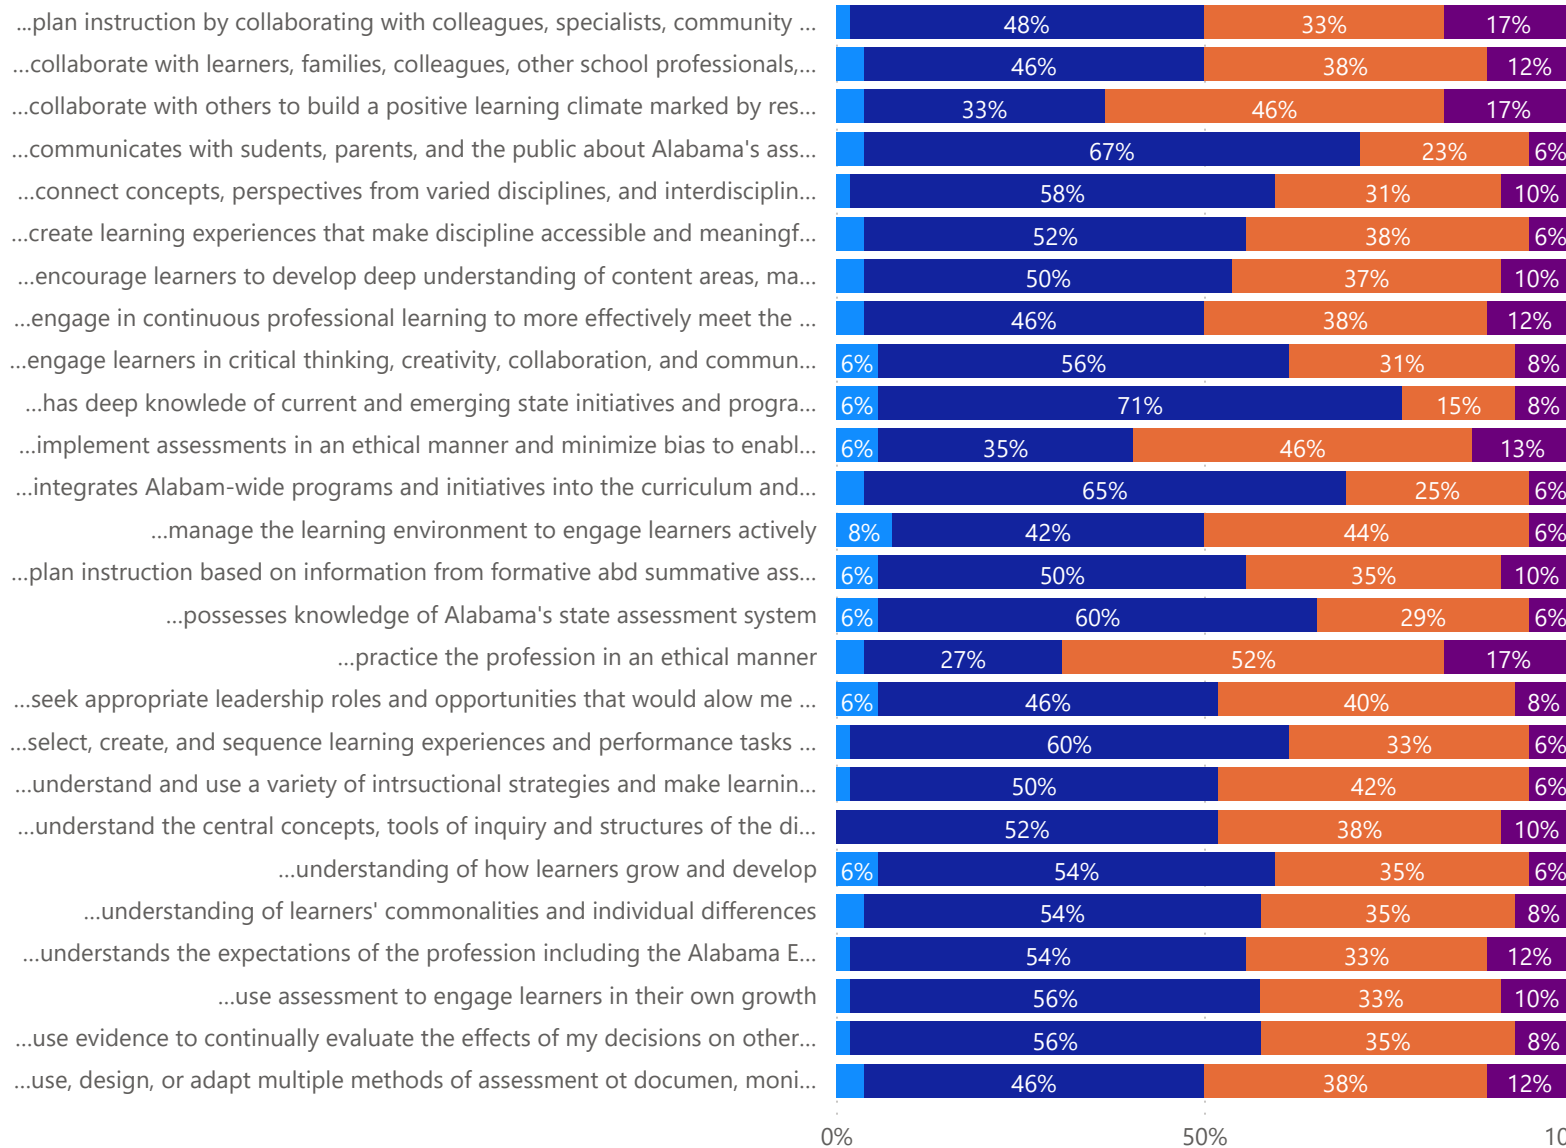 ...plan instruction by collaborating with colleagues, specialists, community ... 48% 33% 17%
...collaborate with learners, families, colleagues, other school professionals,... 46% 38% 12%
...collaborate with others to build a positive learning climate marked by res... 33% 46% 17%
...communicates with sudents, parents, and the public about Alabama's ass... 67% 23% 6%
...connect concepts, perspectives from varied disciplines, and interdisciplin... 58% 31% 10%
...create learning experiences that make discipline accessible and meaningf... 52% 38% 6%
...encourage learners to develop deep understanding of content areas, ma... 50% 37% 10%
...engage in continuous professional learning to more effectively meet the ... 46% 38% 12%
...engage learners in critical thinking, creativity, collaboration, and commun... 6% 56% 31% 8%
...has deep knowlede of current and emerging state initiatives and progra... 6% 71% 15% 8%
...implement assessments in an ethical manner and minimize bias to enabl... 6% 35% 46% 13%
...integrates Alabam-wide programs and initiatives into the curriculum and... 65% 25% 6%
...manage the learning environment to engage learners actively 8% 42% 44% 6%
...plan instruction based on information from formative abd summative ass... 6% 50% 35% 10%
...possesses knowledge of Alabama's state assessment system 6% 60% 29% 6%
...practice the profession in an ethical manner 27% 52% 17%
...seek appropriate leadership roles and opportunities that would alow me ... 6% 46% 40% 8%
...select, create, and sequence learning experiences and performance tasks ... 60% 33% 6%
...understand and use a variety of intrsuctional strategies and make learnin... 50% 42% 6%
...understand the central concepts, tools of inquiry and structures of the di... 52% 38% 10%
...understanding of how learners grow and develop 6% 54% 35% 6%
...understanding of learners' commonalities and individual differences 54% 35% 8%
...understands the expectations of the profession including the Alabama E... 54% 33% 12%
...use assessment to engage learners in their own growth 56% 33% 10%
...use evidence to continually evaluate the effects of my decisions on other... 56% 35% 8%
...use, design, or adapt multiple methods of assessment ot documen, moni... 46% 38% 12%
0% 50% 10